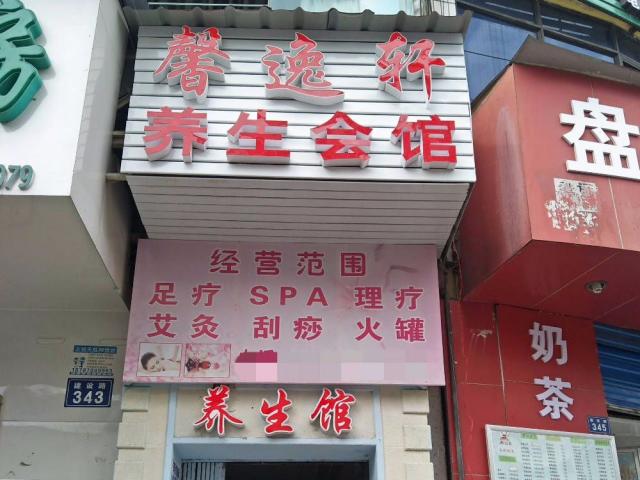 馨逸轩
养生会馆
979
盘
经营范围
足疗 SPA 理疗
艾灸 刮痧 火罐
养生馆
建设路
343
奶茶
345